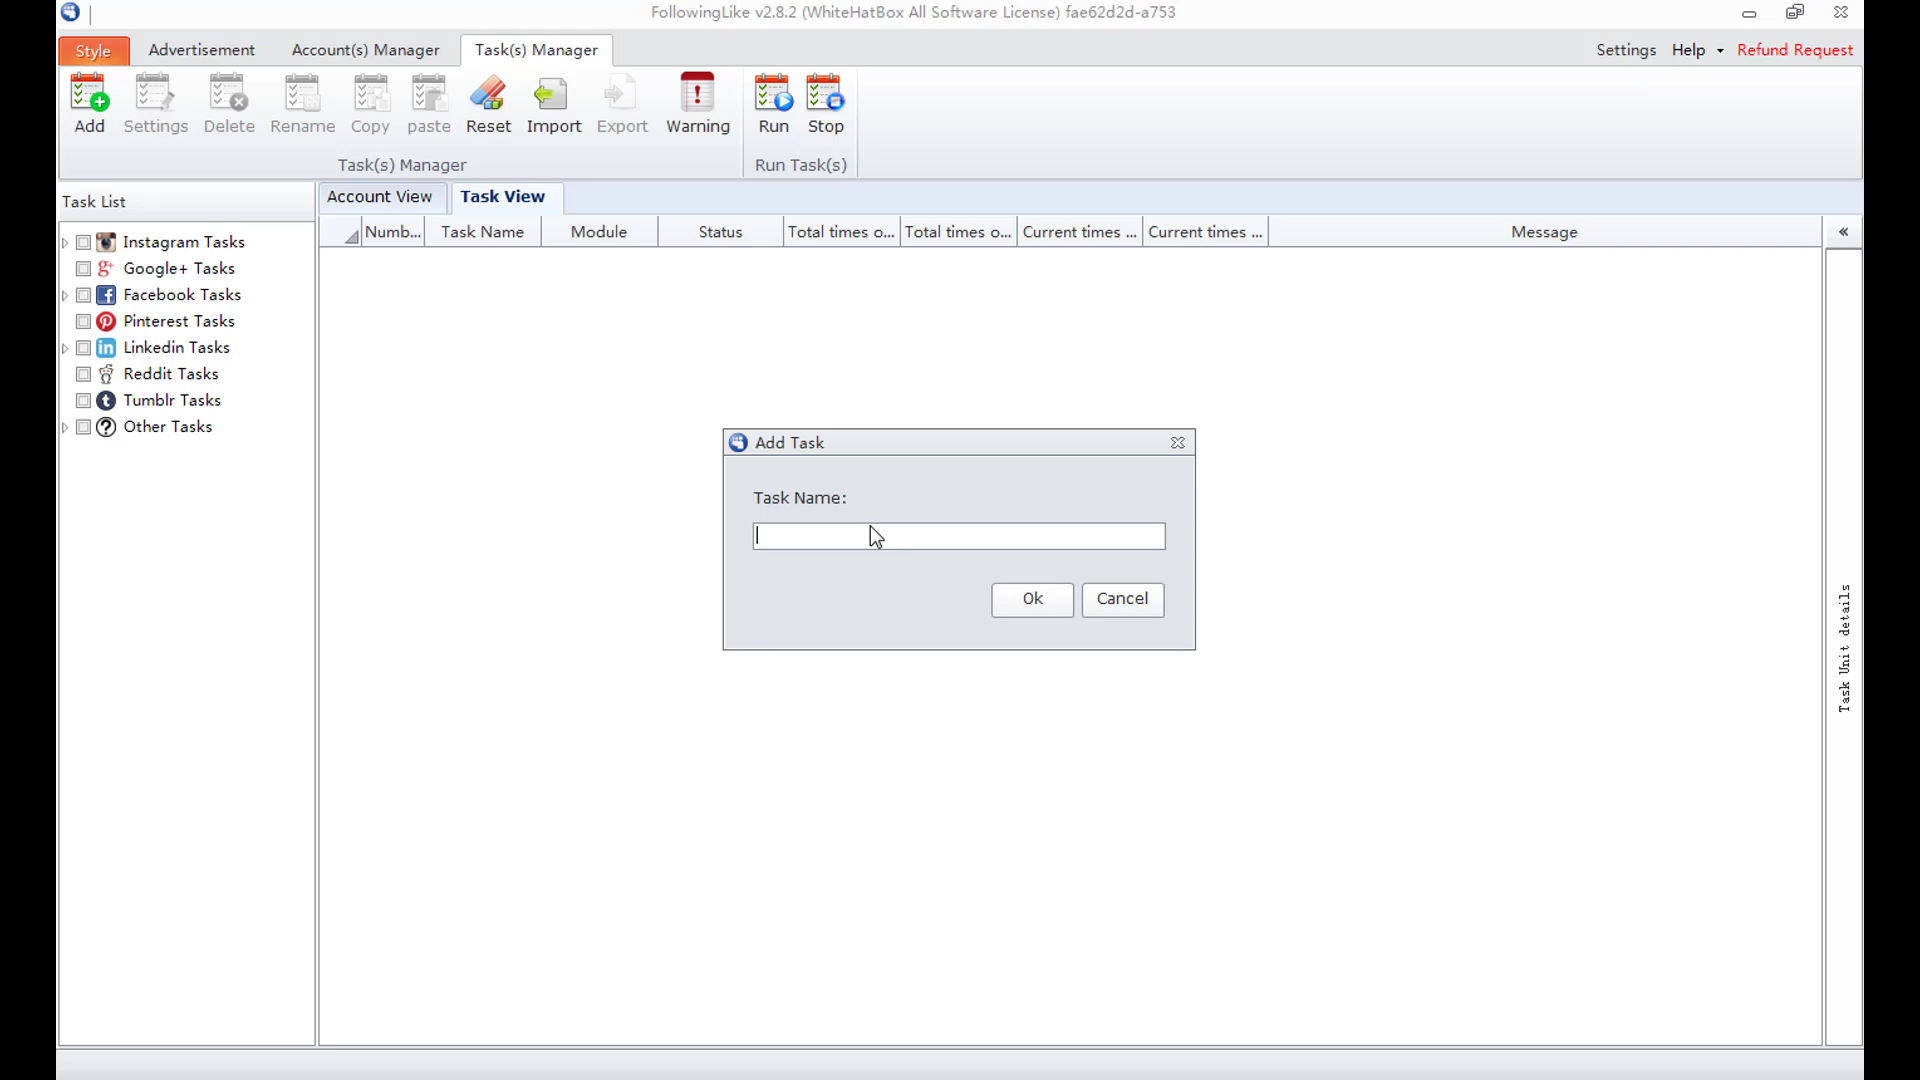 FollowingLike v2.8.2 (WhiteHatBox All Software License) fae62d2d-a753
Style Advertisement Account(s) Manager Task(s) Manager Settings Help Refund Request
Add Settings Delete Rename Copy paste Reset Import Export Warning Run Stop
Task(s) Manager Run Task(s)
Task List
Account View Task View
Numb... Task Name Module Status Total times o... Total times o... Current times ... Current times ... Message
Instagram Tasks
Google+ Tasks
Facebook Tasks
Pinterest Tasks
Linkedin Tasks
Reddit Tasks
Tumblr Tasks
Other Tasks
Add Task
Task Name:
Ok Cancel
Task Unit details